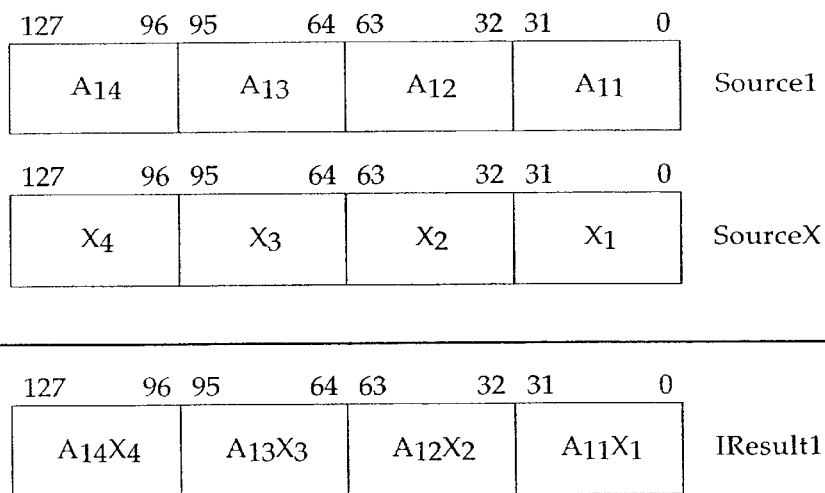 127 96 95 64 63 32 31 0
A14 A13 A12 A11 Source1
127 96 95 64 63 32 31 0
X4 X3 X2 X1 SourceX
127 96 95 64 63 32 31 0
A14X4 A13X3 A12X2 A11X1 IResult1